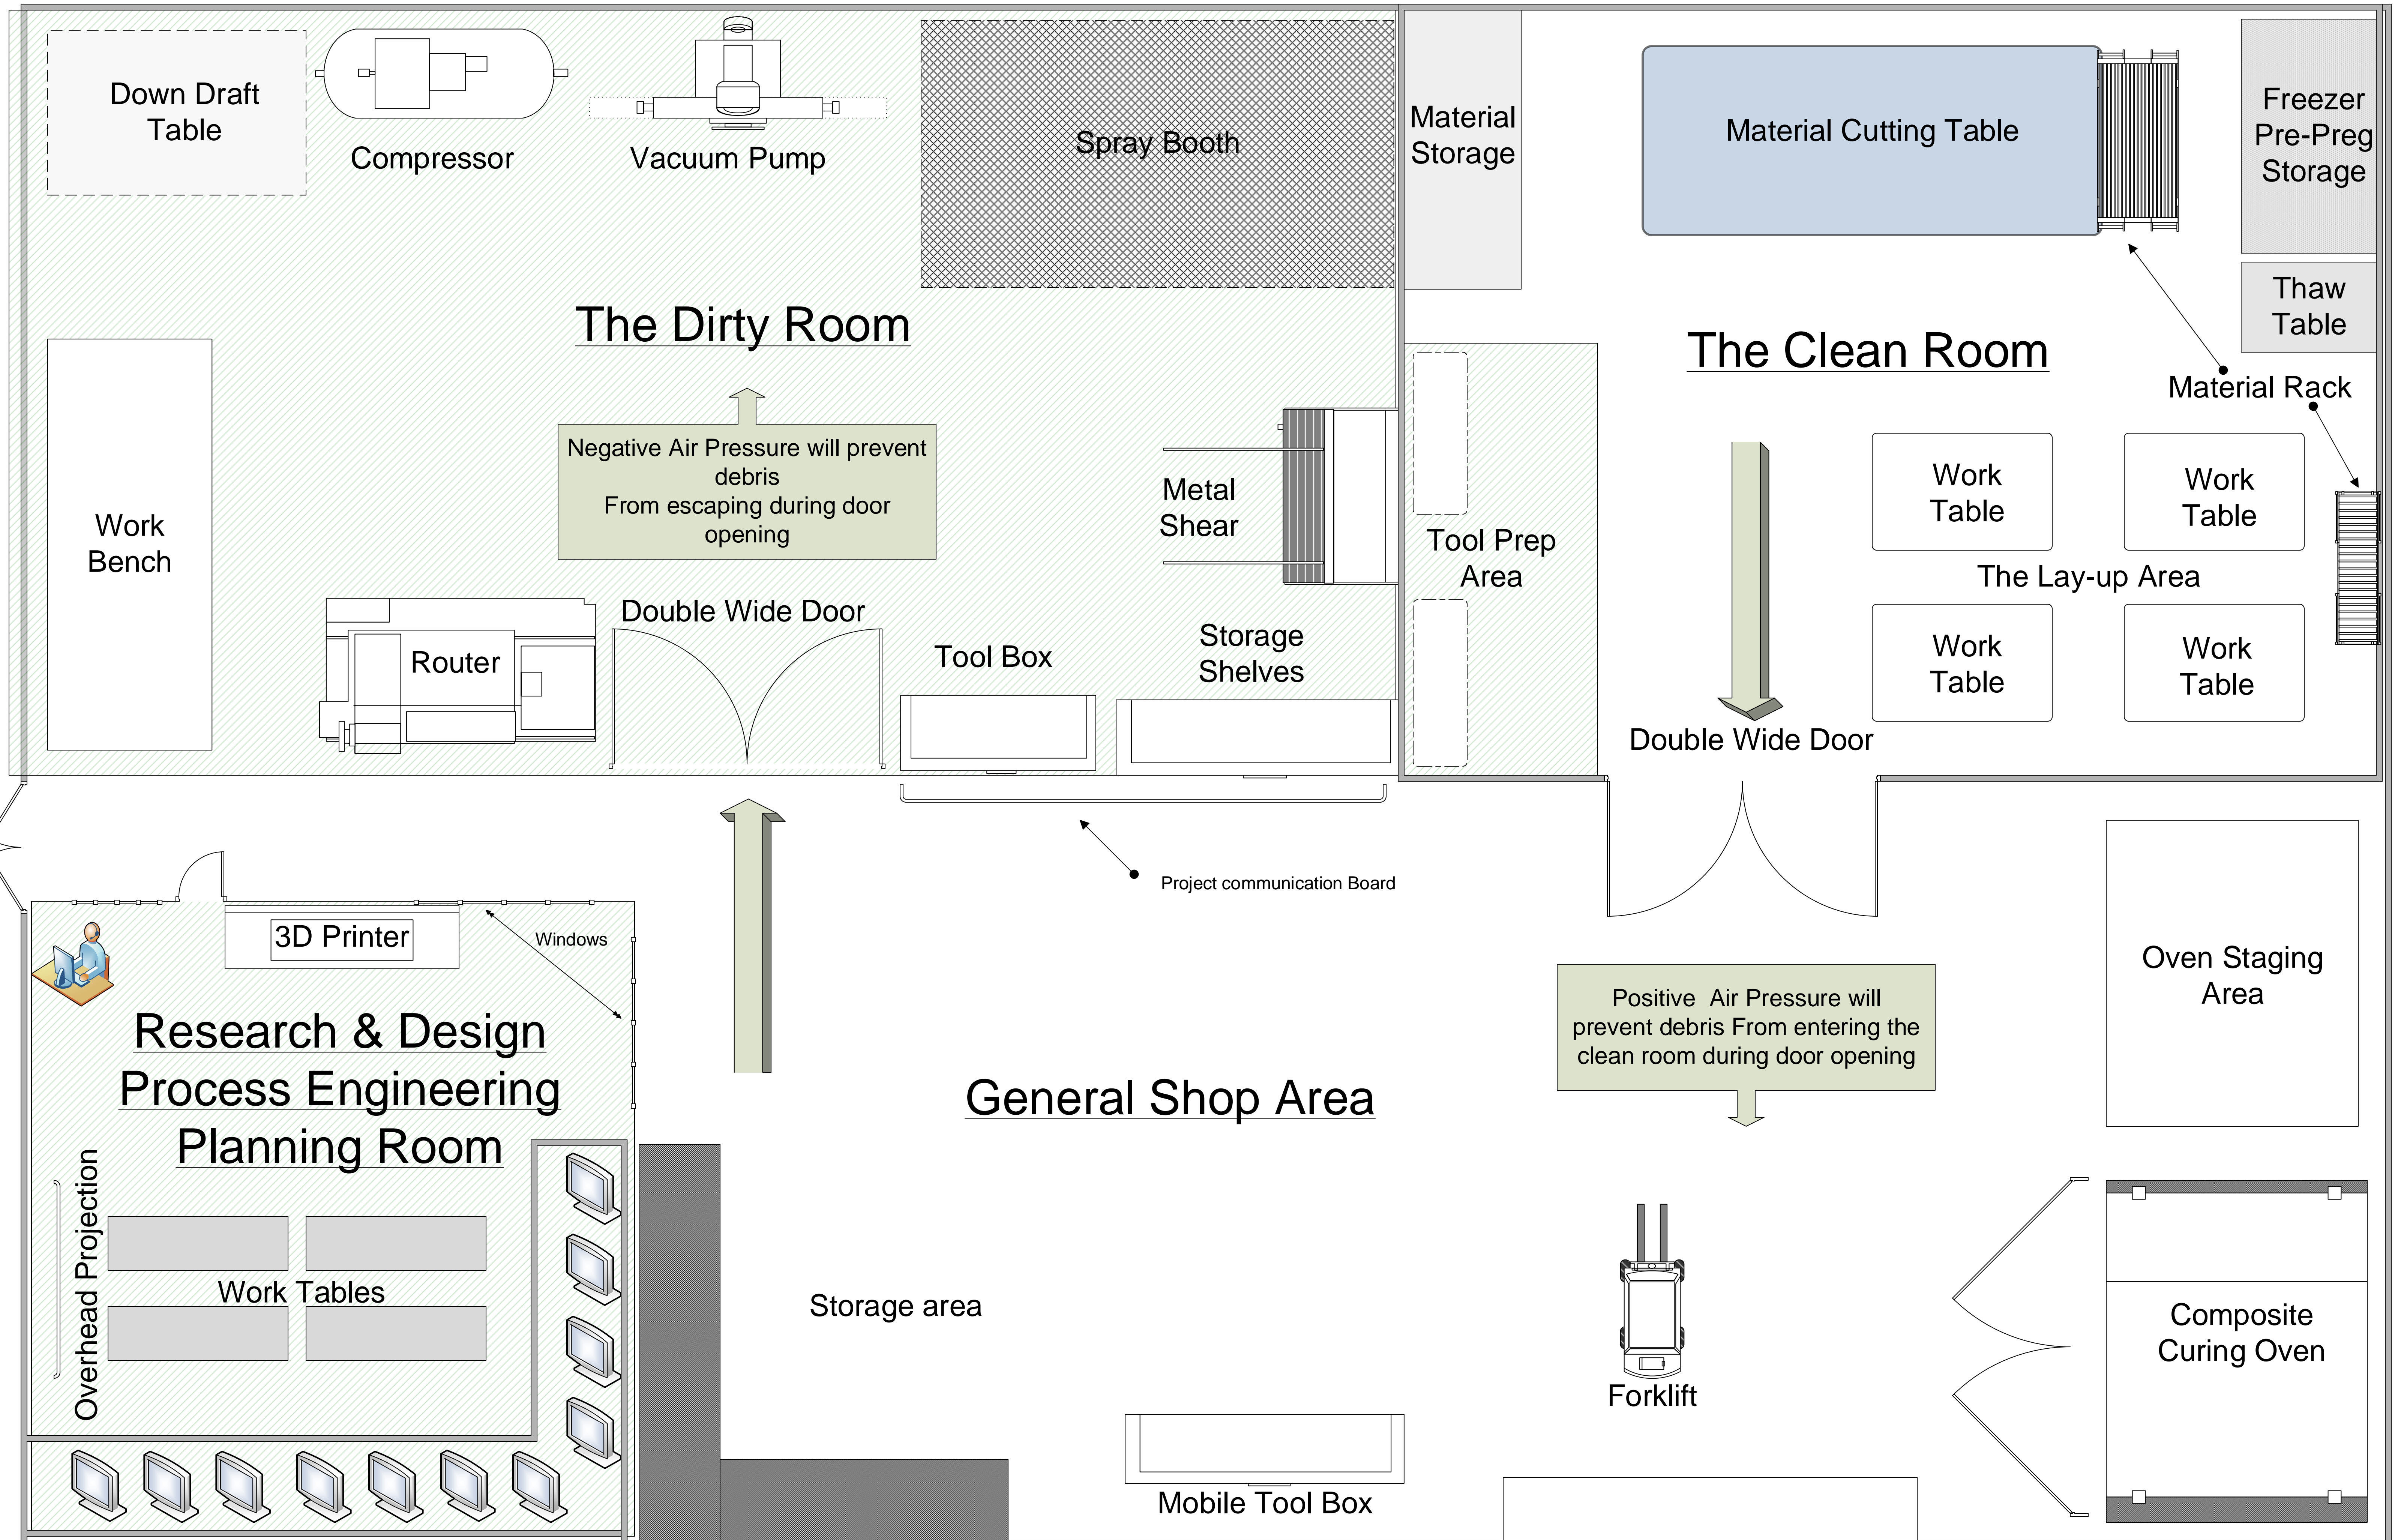 Down Draft
Table
Compressor
Vacuum Pump
Spray Booth
Material
Storage
Material Cutting Table
Freezer
Pre-Preg
Storage
Thaw
Table
The Dirty Room
The Clean Room
Material Rack
Negative Air Pressure will prevent
debris
From escaping during door
opening
Work
Bench
Metal
Shear
Tool Prep
Area
Work
Table
Work
Table
The Lay-up Area
Work
Table
Work
Table
Router
Double Wide Door
Tool Box
Storage
Shelves
Double Wide Door
Project communication Board
3D Printer
Windows
Research & Design
Process Engineering
Planning Room
General Shop Area
Positive  Air Pressure will
prevent debris From entering the
clean room during door opening
Oven Staging
Area
Overhead Projection
Work Tables
Storage area
Forklift
Composite
Curing Oven
Mobile Tool Box